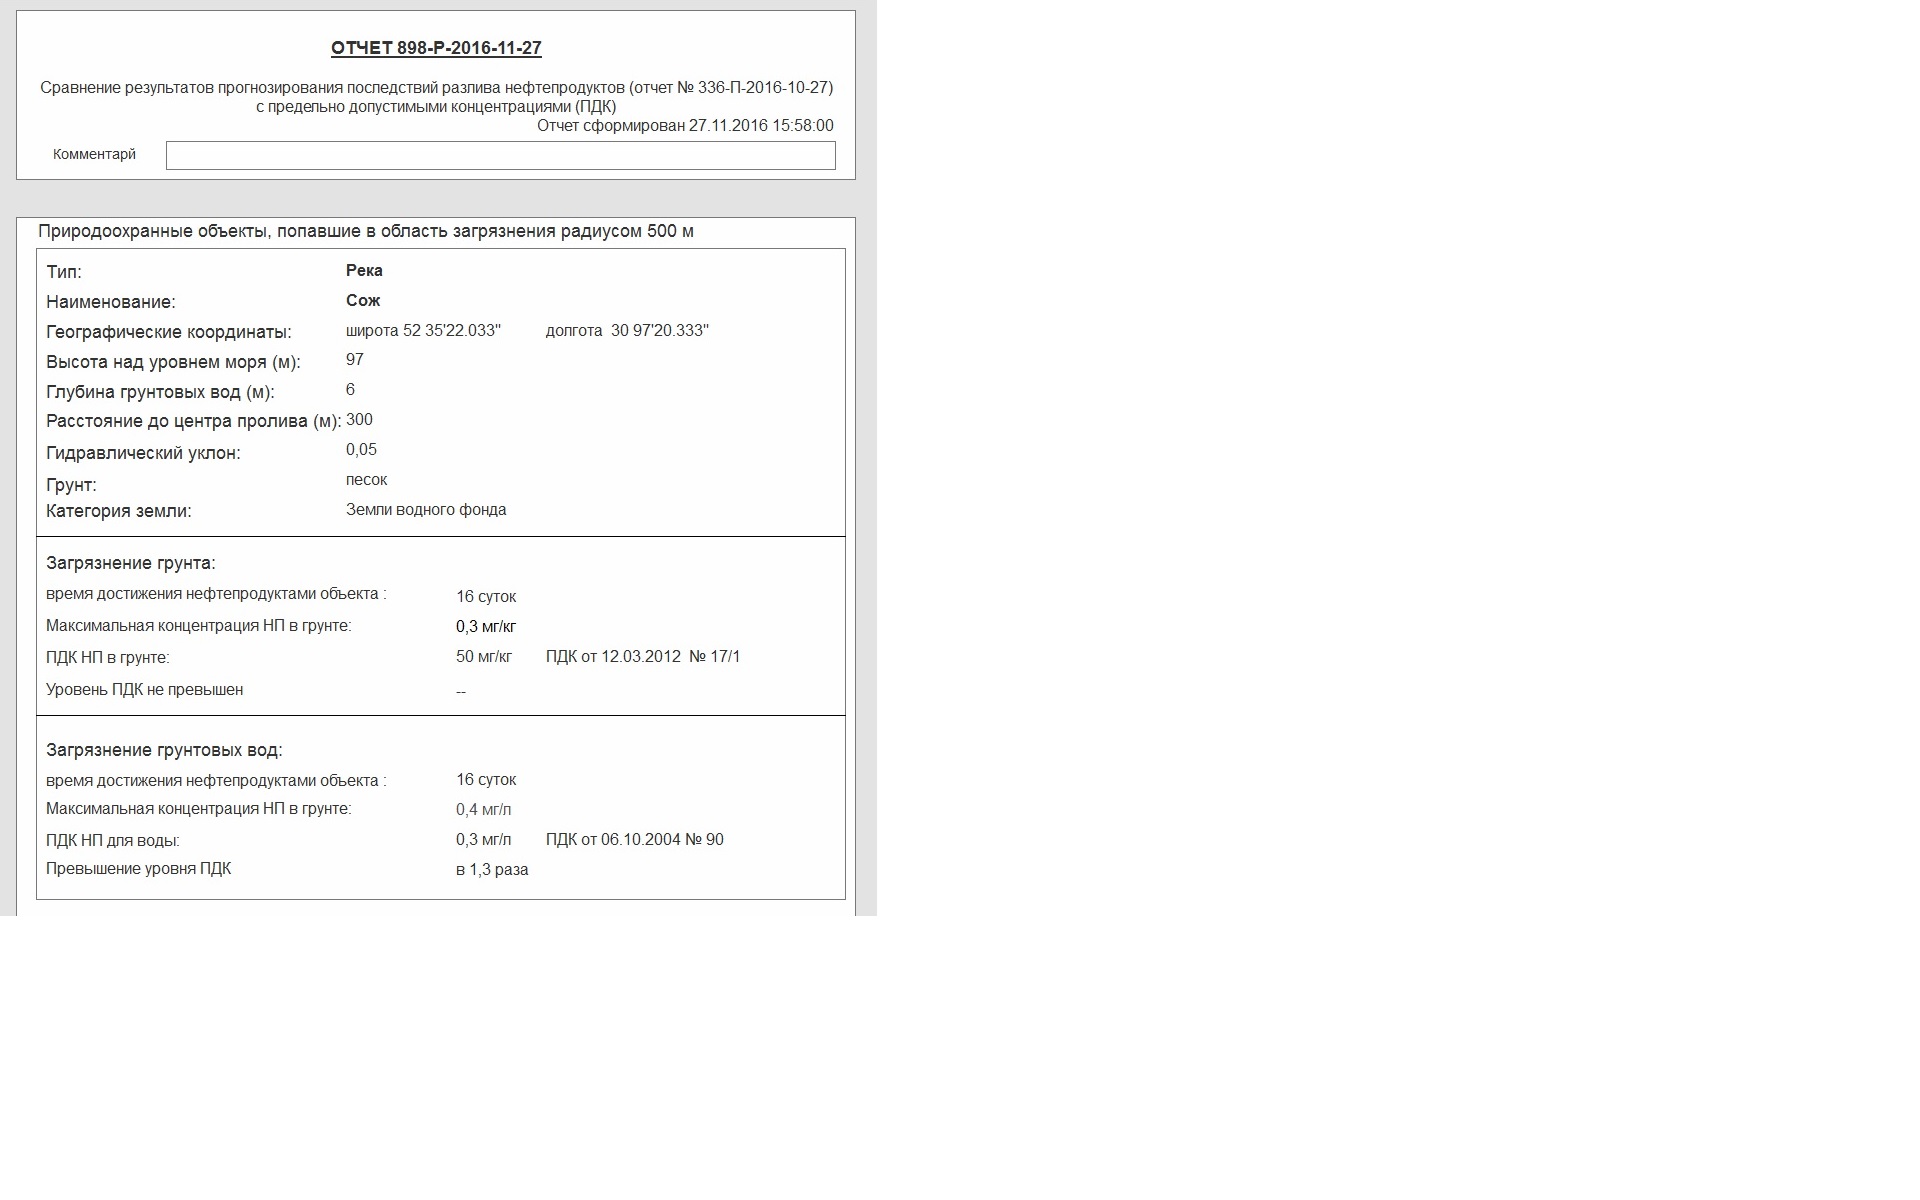 ОТЧЕТ 898-Р-2016-11-27
Сравнение результатов прогнозирования последствий разлива нефтепродуктов (отчет № 336-П-2016-10-27)
с предельно допустимыми концентрациями (ПДК)
Отчет сформирован 27.11.2016 15:58:00
Комментарй
Природоохранные объекты, попавшие в область загрязнения радиусом 500 м
Тип: Река
Наименование: Сож
Географические координаты: широта 52 35'22.033" долгота 30 97'20.333"
Высота над уровнем моря (м): 97
Глубина грунтовых вод (м): 6
Расстояние до центра пролива (м): 300
Гидравлический уклон: 0,05
Грунт: песок
Категория земли: Земли водного фонда
Загрязнение грунта:
время достижения нефтепродуктами объекта : 16 суток
Максимальная концентрация НП в грунте: 0,3 мг/кг
ПДК НП в грунте: 50 мг/кг ПДК от 12.03.2012 № 17/1
Уровень ПДК не превышен --
Загрязнение грунтовых вод:
время достижения нефтепродуктами объекта : 16 суток
Максимальная концентрация НП в грунте: 0,4 мг/л
ПДК НП для воды: 0,3 мг/л ПДК от 06.10.2004 № 90
Превышение уровня ПДК в 1,3 раза